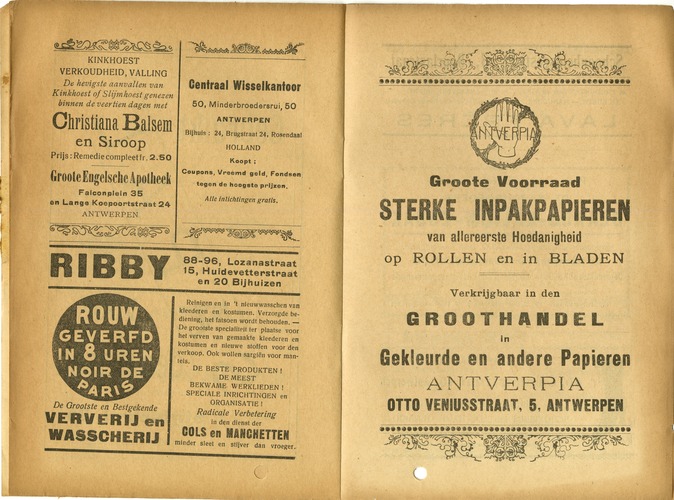 KINKHOEST
VERKOUDHEID, VALLING
De hevigste aanvallen van
Kinkhoest of Slijmhoest genezen
binnen de veertien dagen met
Christiana Balsem
en Siroop
Prijs : Remedie compleet fr. 2.50
Groote Engelsche Apotheek
Falconplein 35
en Lange Koepoortstraat 24
ANTWERPEN
Centraal Wisselkantoor
50, Minderbroedersrui, 50
ANTWERPEN
Bijhuis : 24, Brugstraat 24, Rosendaal
HOLLAND
Koopt :
Coupons, Vreemd geld, Fondsen
tegen de hoogste prijzen.
Alle inlichtingen gratis.
RIBBY
88-96, Lozanastraat
15, Huidevetterstraat
en 20 Bijhuizen
ROUW
GEVERFD
IN 8 UREN
NOIR DE
PARIS
De Grootste en Bestgekende
VERVERIJ en
WASSCHERIJ
Reinigen en in 't nieuwwasschen van
kleederen en kostumen. Verzorgde be-
diening, het fatsoen wordt behouden. —
De grootste specialiteit ter plaatse voor
het verven van gemaakte kleederen en
kostumen en nieuwe stoffen voor den
verkoop. Ook wollen sargiën voor man-
tels.
DE BESTE PRODUKTEN !
DE MEEST
BEKWAME WERKLIEDEN !
SPECIALE INRICHTINGEN en
ORGANISATIE !
Radicale Verbetering
in den dienst der
COLS en MANCHETTEN
minder sleet en stijver dan vroeger.
ANTVERPIA
Groote Voorraad
STERKE INPAKPAPIEREN
van allereerste Hoedanigheid
op ROLLEN en in BLADEN
Verkrijgbaar in den
GROOTHANDEL
in
Gekleurde en andere Papieren
ANTVERPIA
OTTO VENIUSSTRAAT, 5, ANTWERPEN